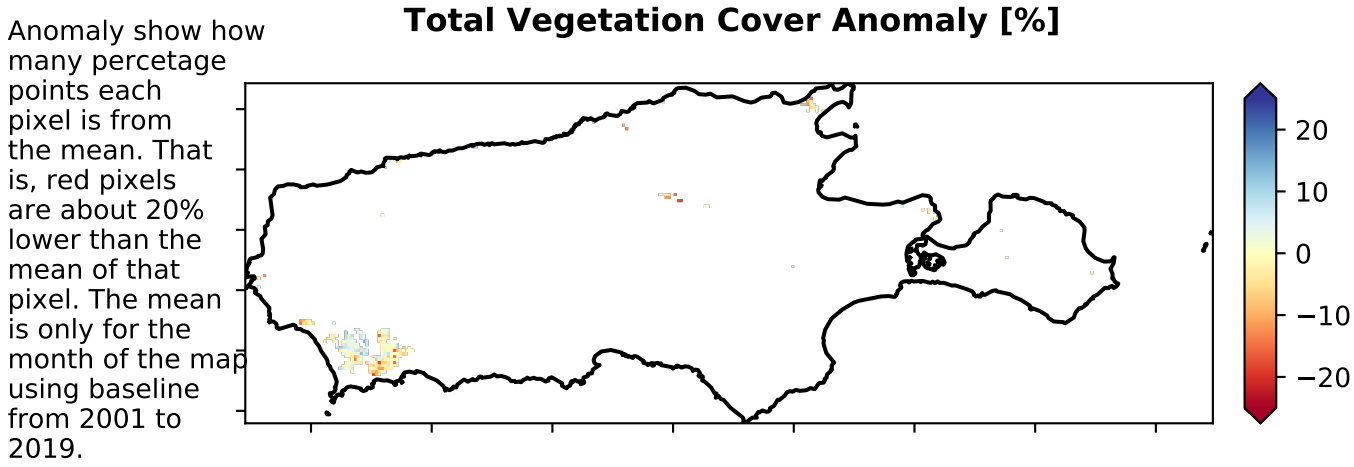 Total Vegetation Cover Anomaly [%]
Anomaly show how
many percetage
points each
pixel is from
the mean. That
is, red pixels
are about 20%
lower than the
mean of that
pixel. The mean
is only for the
month of the map
using baseline
from 2001 to
2019.
20
10
0
−10
−20